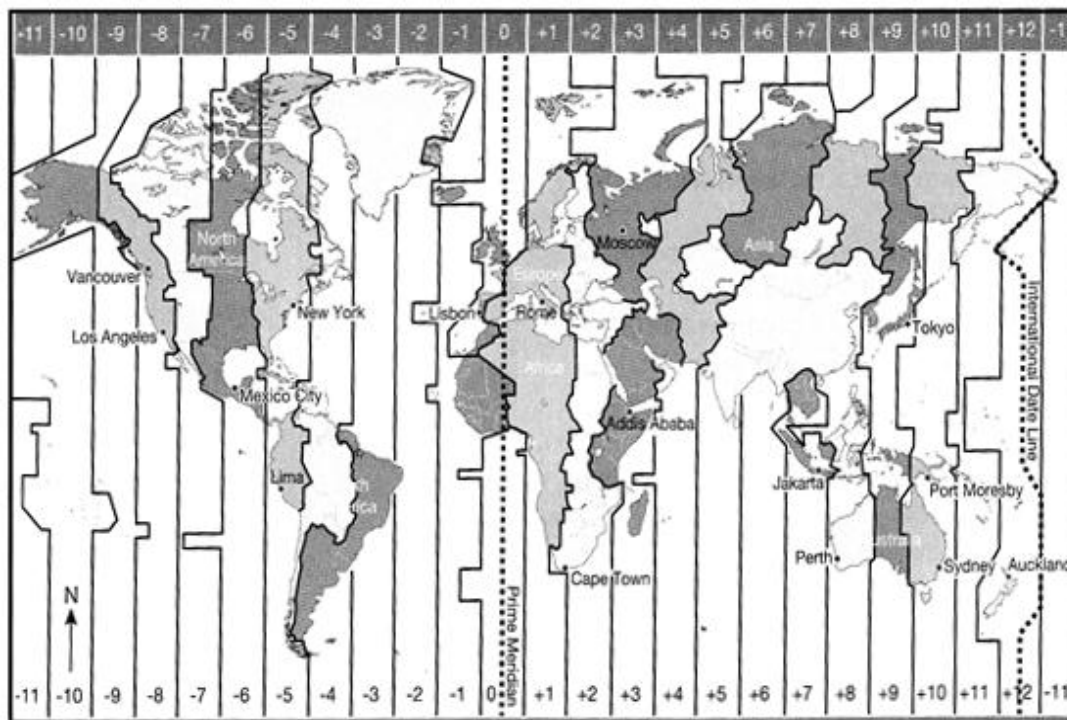 -11 -10 -9 -8 -7 -6 -5 -4 -3 -2 -1 0 +1 +2 +3 +4 +5 +6 +7 +8 +9 +10 +11 +12 -11
North
America
Moscow
Asia
Vancouver
Europe
New York
Lisbon
Rome
Los Angeles
Tokyo
International Date Line
Africa
Mexico City
Addis Ababa
Lima
Jakarta
Port Moresby
Perth
Sydney
Auckland
Cape Town
N
Prime Meridian
-11 -10 -9 -8 -7 -6 -5 -4 -3 -2 -1 0 +1 +2 +3 +4 +5 +6 +7 +8 +9 +10 +11 +12 -11